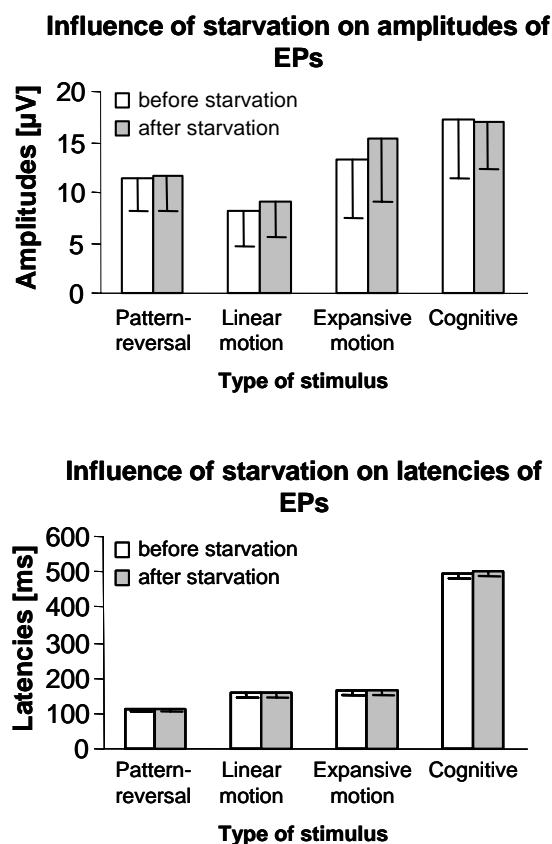 Influence of starvation on amplitudes of
EPs
Amplitudes [µV]
20
15
10
5
0
before starvation
after starvation
Pattern-
reversal
Linear
motion
Expansive
motion
Cognitive
Type of stimulus
Influence of starvation on latencies of
EPs
Latencies [ms]
600
500
400
300
200
100
0
before starvation
after starvation
Pattern-
reversal
Linear
motion
Expansive
motion
Cognitive
Type of stimulus